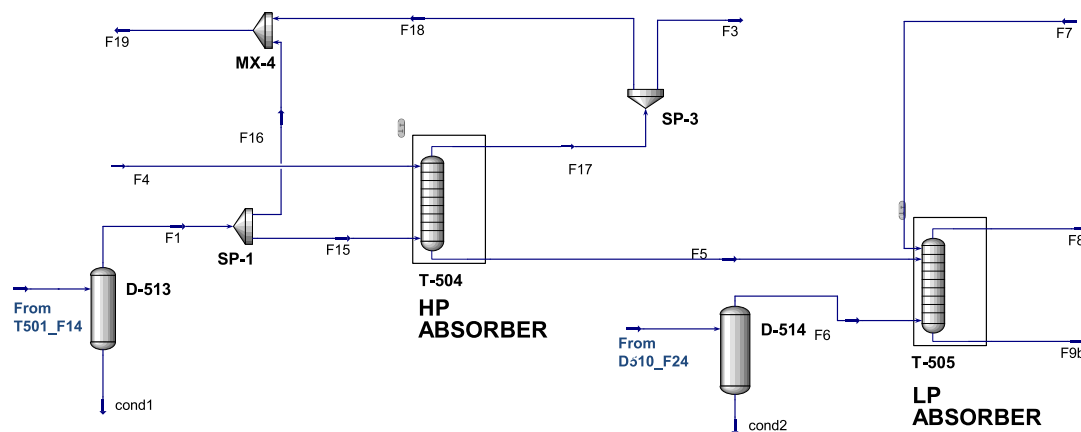 F19
F18
F3
F7
MX-4
SP-3
F16
F17
F4
F1
F15
SP-1
F5
F8
T-504
From
T501_F14
D-513
HP
ABSORBER
From
D510_F24
D-514
F6
T-505
F9b
cond1
LP
ABSORBER
cond2